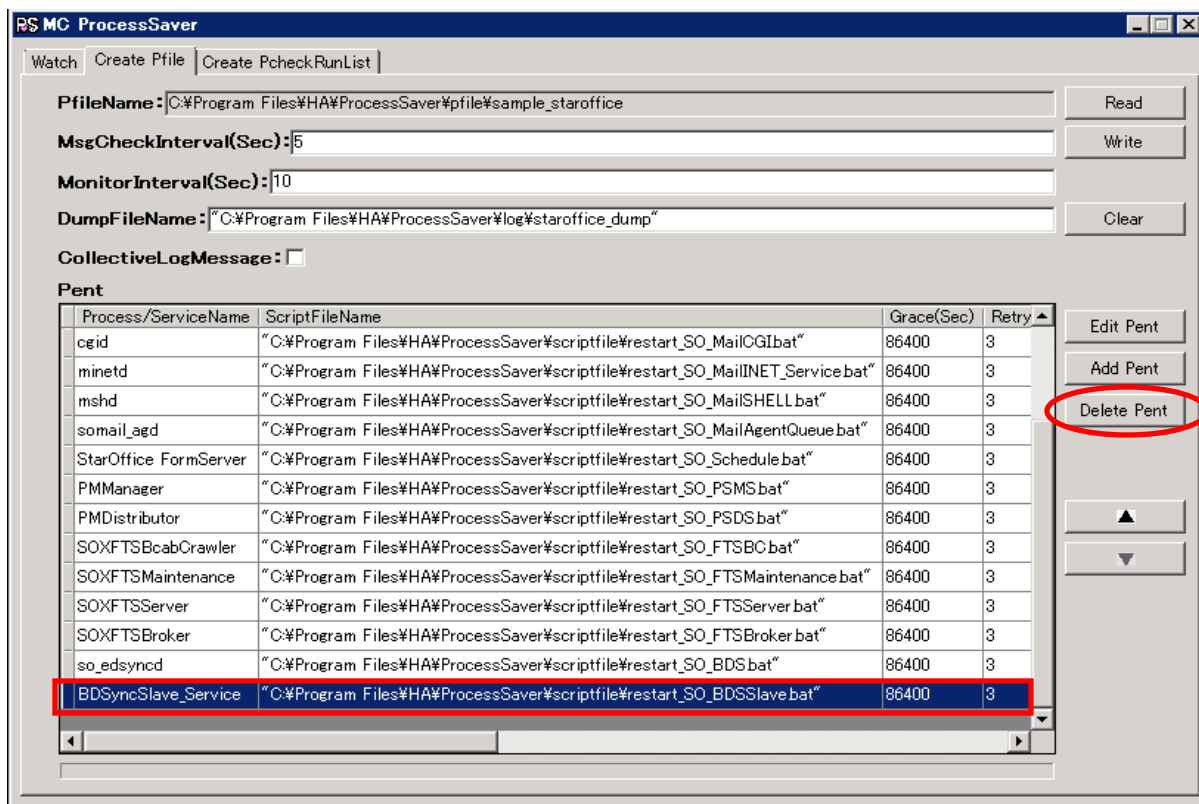 MC ProcessSaver
Watch Create Pfile Create PcheckRunList
PfileName: C:¥Program Files¥HA¥ProcessSaver¥pfile¥sample_staroffice Read
MsgCheckInterval(Sec): 5 Write
MonitorInterval(Sec): 10
DumpFileName: "C:¥Program Files¥HA¥ProcessSaver¥log¥staroffice_dump" Clear
CollectiveLogMessage:
Pent
Process/ServiceName ScriptFileName Grace(Sec) Retry
Edit Pent
cgid "C:¥Program Files¥HA¥ProcessSaver¥scriptfile¥restart_SO_MailCGI.bat" 86400 3
minetd "C:¥Program Files¥HA¥ProcessSaver¥scriptfile¥restart_SO_MailINET_Service.bat" 86400 3 Add Pent
mshd "C:¥Program Files¥HA¥ProcessSaver¥scriptfile¥restart_SO_MailSHELL.bat" 86400 3 Delete Pent
somail_agd "C:¥Program Files¥HA¥ProcessSaver¥scriptfile¥restart_SO_MailAgentQueue.bat" 86400 3
StarOffice FormServer "C:¥Program Files¥HA¥ProcessSaver¥scriptfile¥restart_SO_Schedule.bat" 86400 3
PMManager "C:¥Program Files¥HA¥ProcessSaver¥scriptfile¥restart_SO_PSMS.bat" 86400 3
PMDistributor "C:¥Program Files¥HA¥ProcessSaver¥scriptfile¥restart_SO_PSDS.bat" 86400 3
SOXFTSBcabCrawler "C:¥Program Files¥HA¥ProcessSaver¥scriptfile¥restart_SO_FTSBC.bat" 86400 3
SOXFTSMaintenance "C:¥Program Files¥HA¥ProcessSaver¥scriptfile¥restart_SO_FTSMaintenance.bat" 86400 3
SOXFTSServer "C:¥Program Files¥HA¥ProcessSaver¥scriptfile¥restart_SO_FTSServer.bat" 86400 3
SOXFTSBroker "C:¥Program Files¥HA¥ProcessSaver¥scriptfile¥restart_SO_FTSBroker.bat" 86400 3
so_edsyncd "C:¥Program Files¥HA¥ProcessSaver¥scriptfile¥restart_SO_BDS.bat" 86400 3
BDSyncSlave_Service "C:¥Program Files¥HA¥ProcessSaver¥scriptfile¥restart_SO_BDSSlave.bat" 86400 3